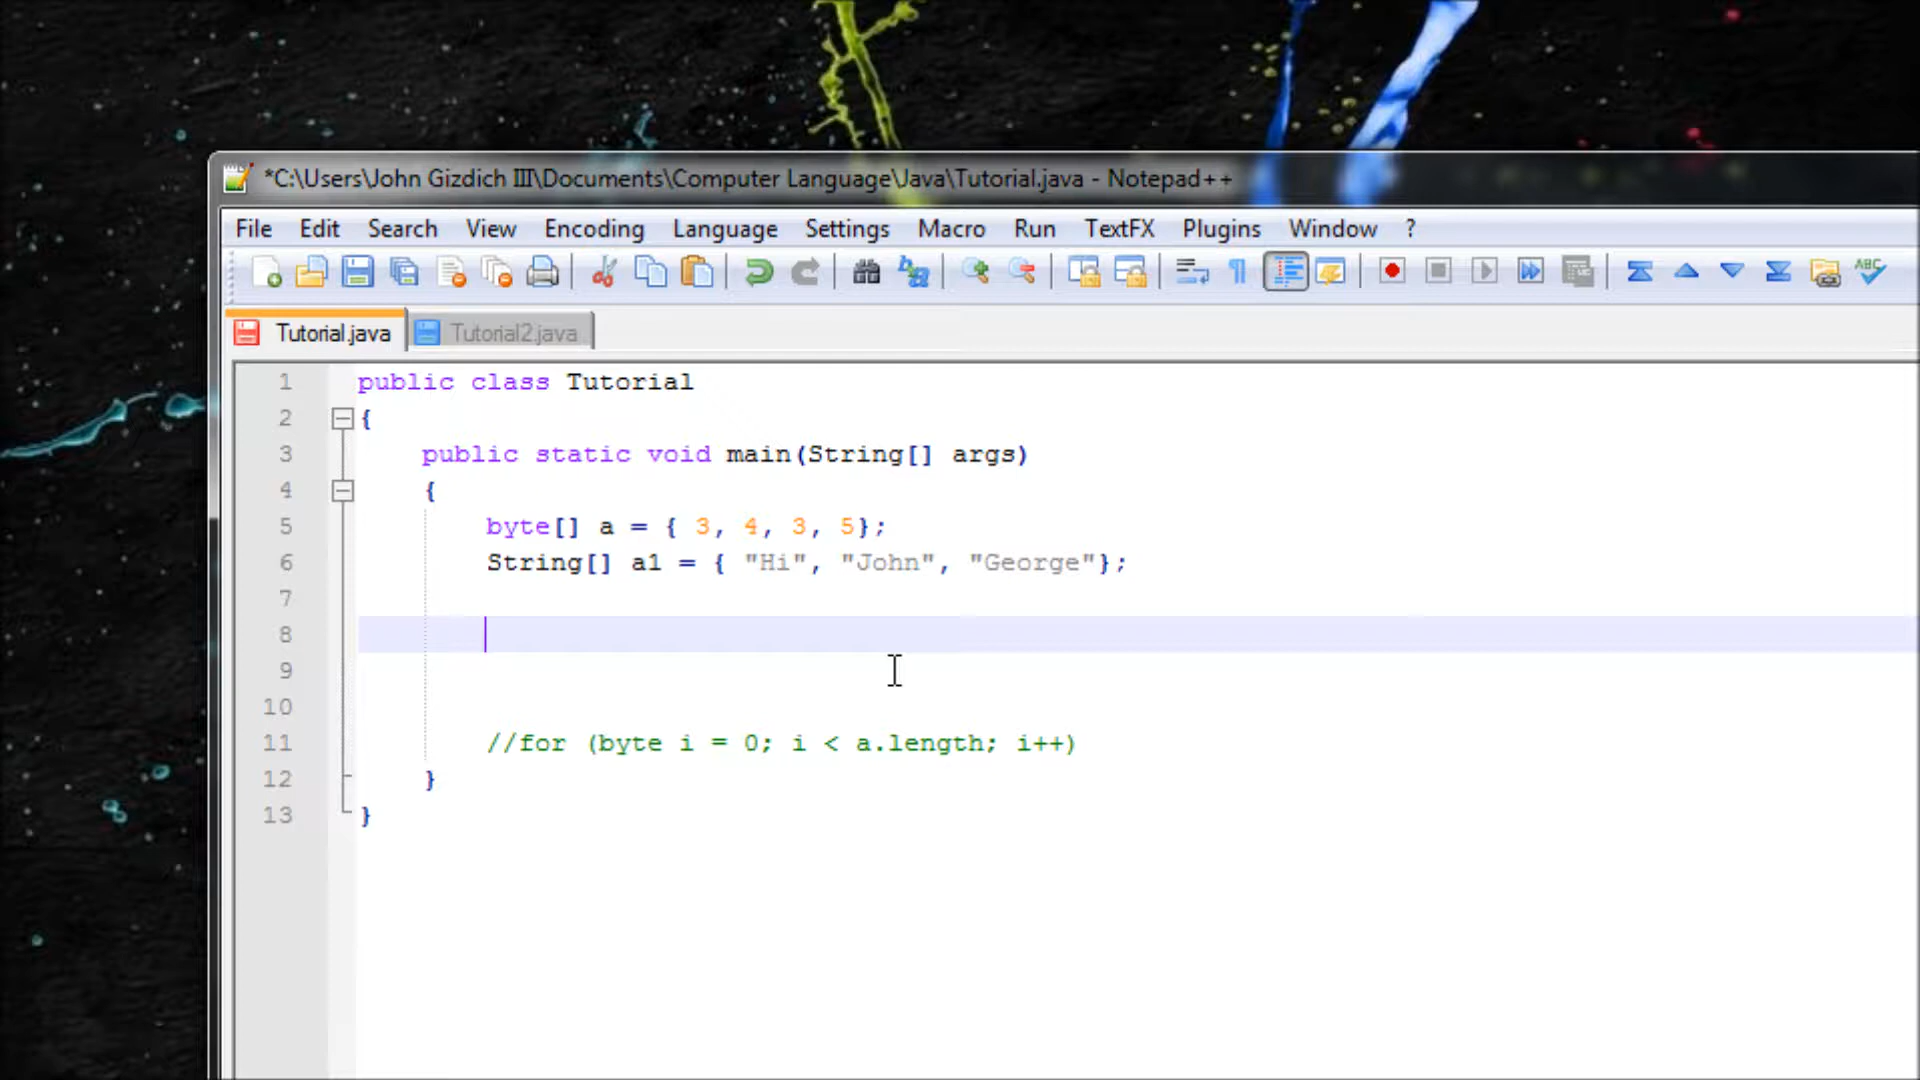 *C:\Users\John Gizdich III\Documents\Computer Language\Java\Tutorial.java - Notepad++
File Edit Search View Encoding Language Settings Macro Run TextFX Plugins Window ?
ABC
Tutorial.java Tutorial2.java
1 public class Tutorial
2 {
3 public static void main(String[] args)
4 {
5 byte[] a = { 3, 4, 3, 5};
6 String[] a1 = { "Hi", "John", "George"};
7
8
9
10
11 //for (byte i = 0; i < a.length; i++)
12 }
13 }